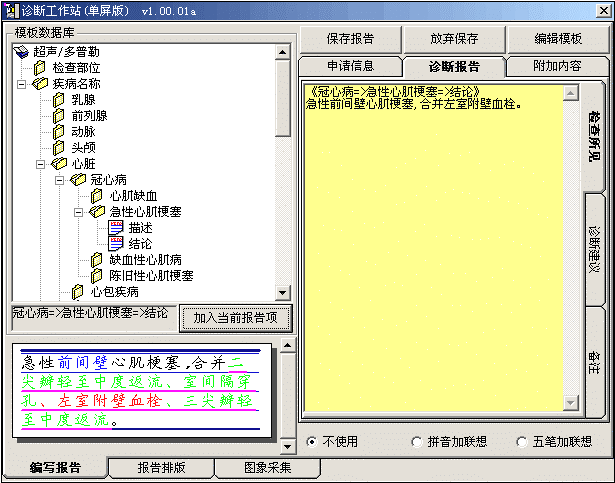 诊断工作站(单屏版) v1.00.01a
模板数据库
超声/多普勒
检查部位
疾病名称
乳腺
前列腺
动脉
头颅
心脏
冠心病
心肌缺血
急性心肌梗塞
描述
结论
缺血性心肌病
陈旧性心肌梗塞
心包疾病
冠心病=>急性心肌梗塞=>结论
加入当前报告项
急性前间壁心肌梗塞,合并二
尖瓣轻至中度返流、室间隔穿
孔、左室附壁血栓、三尖瓣轻
至中度返流。
编写报告 报告排版 图象采集
保存报告 放弃保存 编辑模板
申请信息 诊断报告 附加内容
《冠心病=>急性心肌梗塞=>结论》
急性前间壁心肌梗塞,合并左室附壁血栓。
检查所见
诊断建议
备注
不使用 拼音加联想 五笔加联想